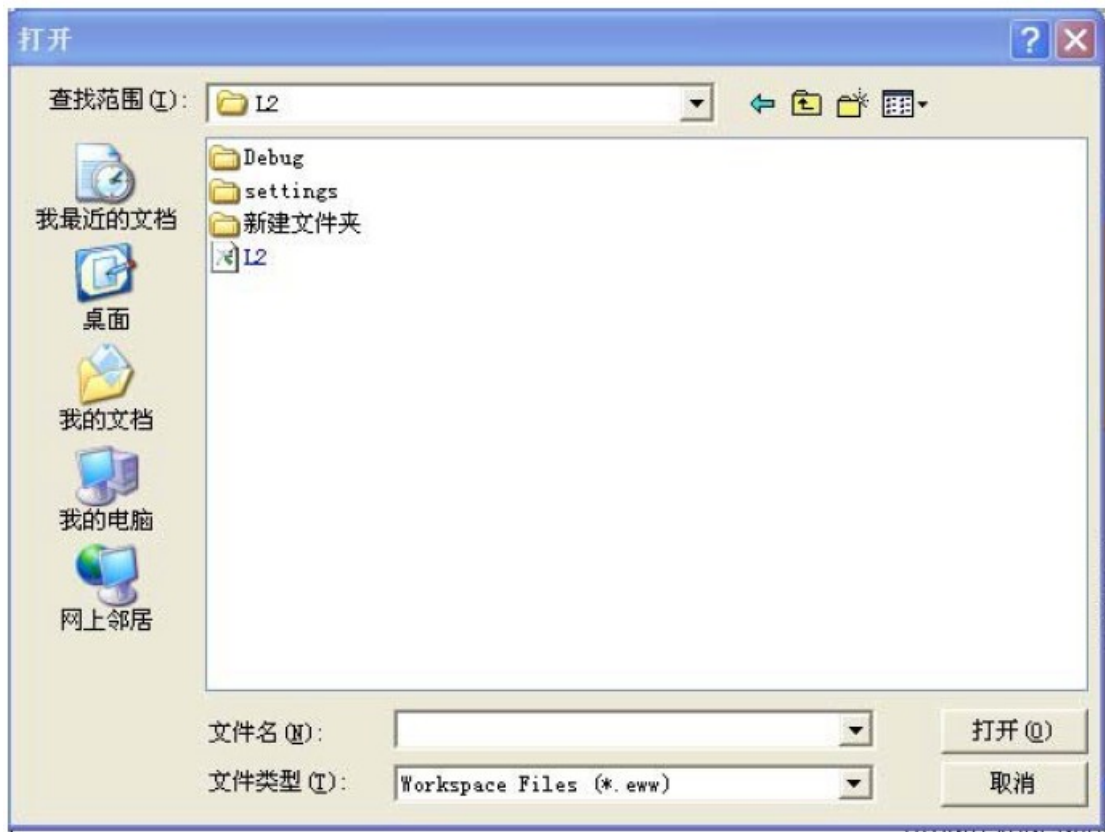 打开
查找范围(I):
L2
Debug
settings
新建文件夹
L2
我最近的文档
桌面
我的文档
我的电脑
网上邻居
文件名(N):
打开(O)
文件类型(T):
Workspace Files (*.eww)
取消